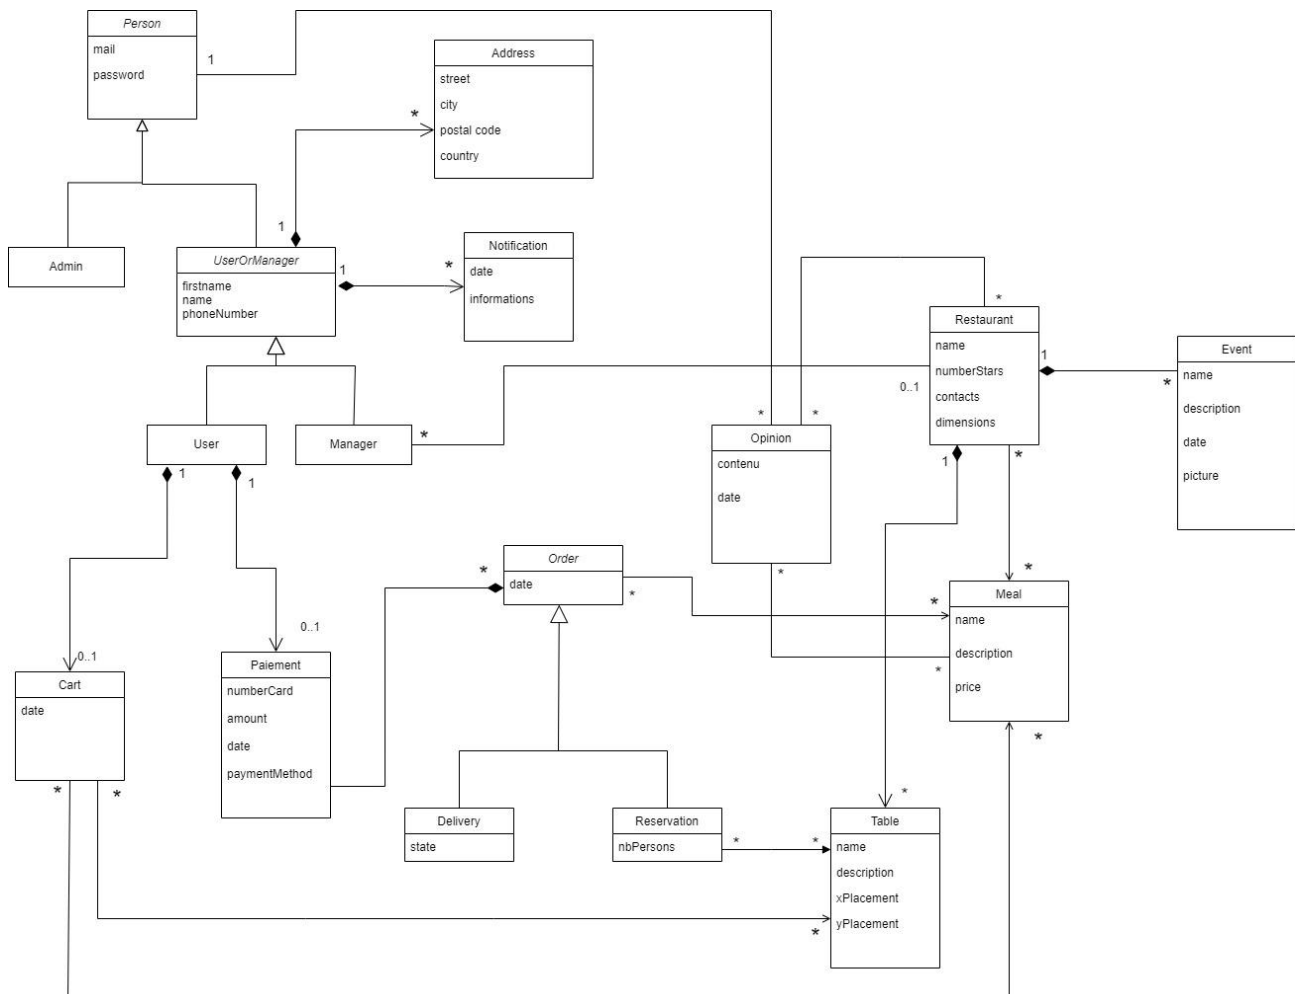 Person
mail
password
1
Address
street
city
postal code
country
*
1
Admin
UserOrManager
firstname
name
phoneNumber
1
*
Notification
date
informations
*
Restaurant
name
numberStars
contacts
dimensions
1
*
0..1
Event
name
description
date
picture
User
Manager
*
*
*
Opinion
contenu
date
*
1
*
1
1
*
Order
date
*
*
*
Meal
name
description
price
*
*
0..1
0..1
Paiement
numberCard
amount
date
paymentMethod
Cart
date
*
*
Delivery
state
Reservation
nbPersons
*
*
*
Table
name
description
xPlacement
yPlacement
*